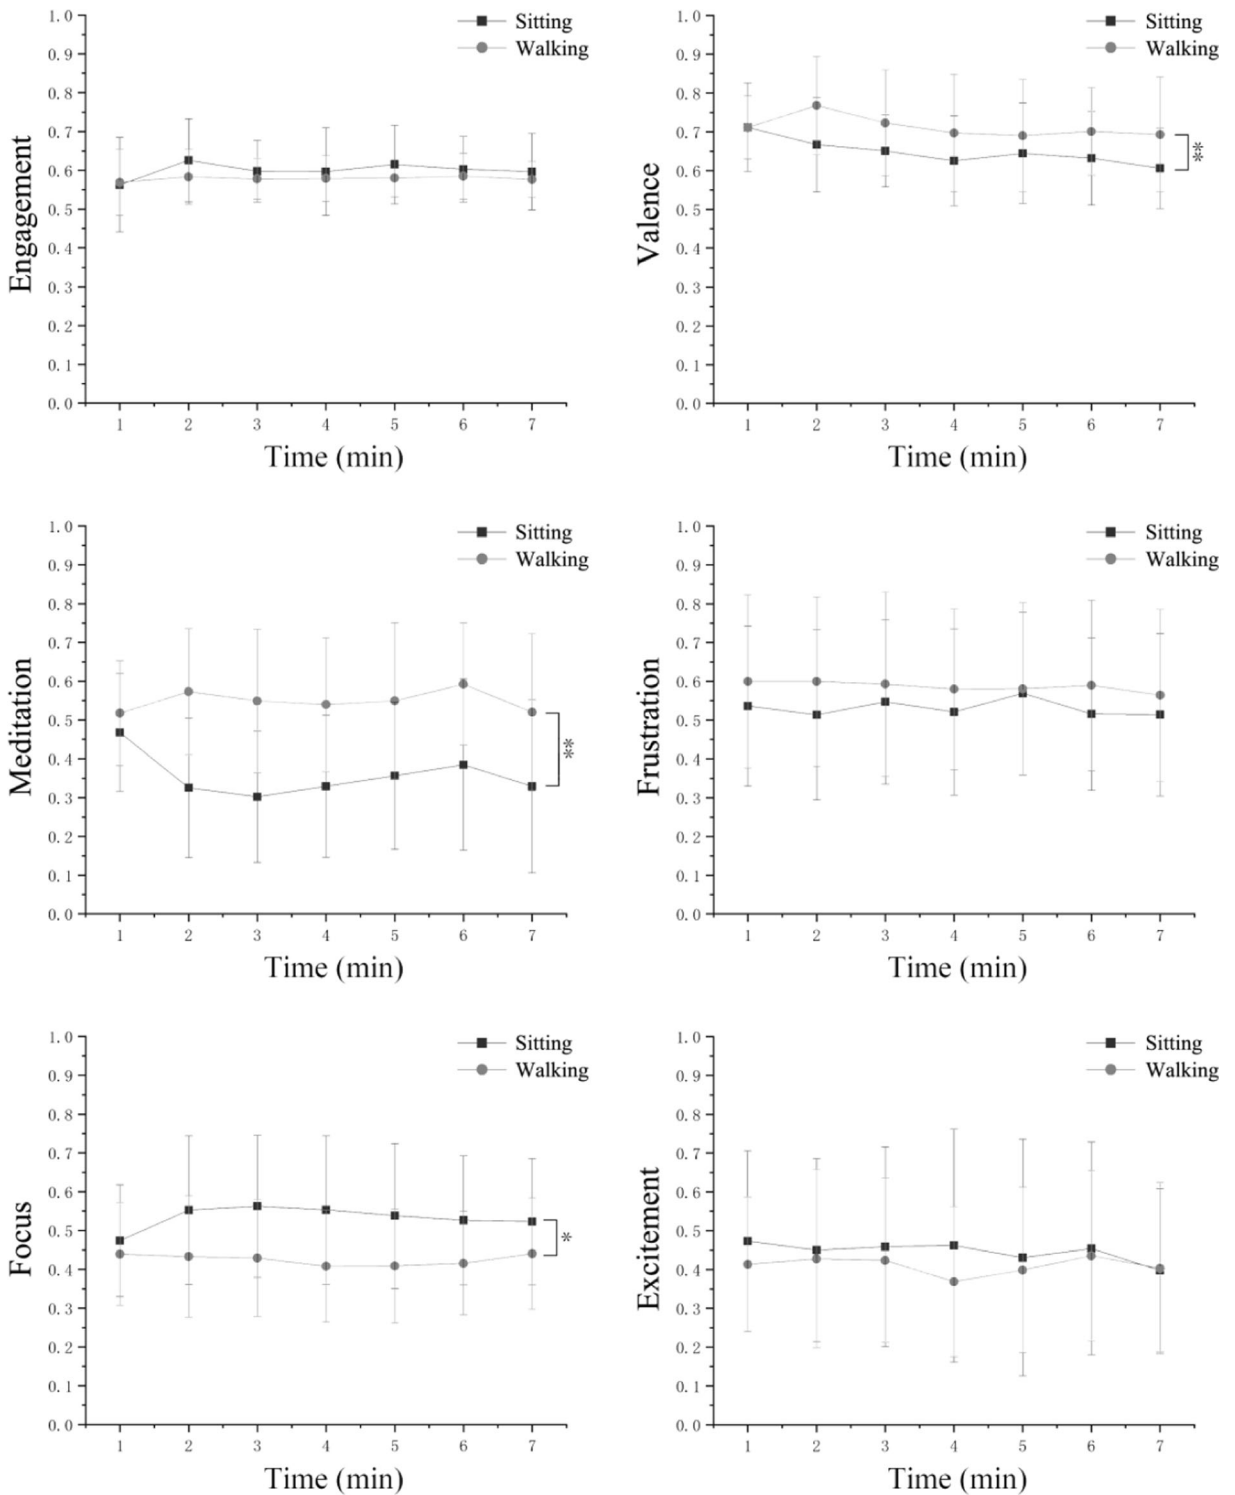 Sitting
Walking
Engagement
1.0
0.9
0.8
0.7
0.6
0.5
0.4
0.3
0.2
0.1
0.0
1 2 3 4 5 6 7
Time (min)
Sitting
Walking
Valence
1.0
0.9
0.8
0.7
0.6
0.5
0.4
0.3
0.2
0.1
0.0
**
1 2 3 4 5 6 7
Time (min)
Sitting
Walking
Meditation
1.0
0.9
0.8
0.7
0.6
0.5
0.4
0.3
0.2
0.1
0.0
**
1 2 3 4 5 6 7
Time (min)
Sitting
Walking
Frustration
1.0
0.9
0.8
0.7
0.6
0.5
0.4
0.3
0.2
0.1
0.0
1 2 3 4 5 6 7
Time (min)
Sitting
Walking
Focus
1.0
0.9
0.8
0.7
0.6
0.5
0.4
0.3
0.2
0.1
0.0
*
1 2 3 4 5 6 7
Time (min)
Sitting
Walking
Excitement
1.0
0.9
0.8
0.7
0.6
0.5
0.4
0.3
0.2
0.1
0.0
1 2 3 4 5 6 7
Time (min)